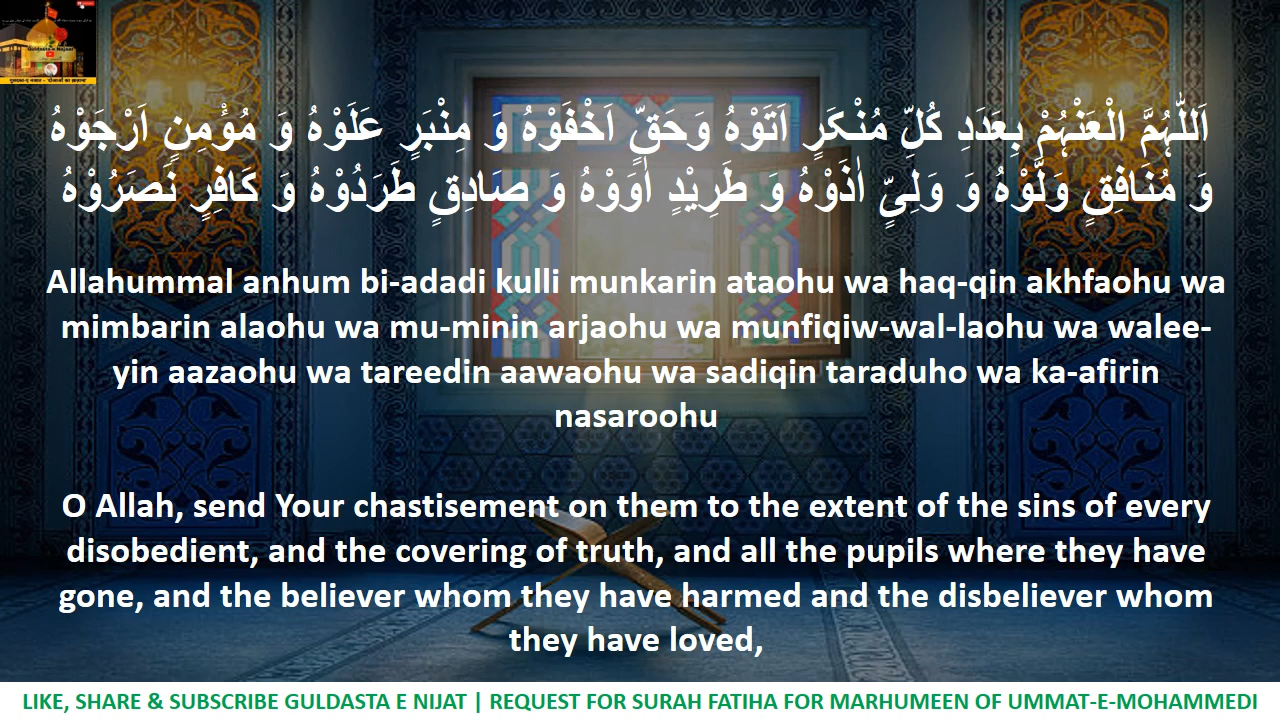 Guldasta-e Nejaat
اَللّٰہُمَّ الْعَنْہُمْ بِعَدَدِ کُلِّ مُنْکَرٍ اَتَوْہُ وَحَقٍّ اَخْفَوْہُ وَ مِنْبَرٍ عَلَوْہُ وَ مُؤْمِنٍ اَرْجَوْہُ
وَ مُنَافِقٍ وَلَّوْہُ وَ وَلِیٍّ اٰذَوْہُ وَ طَرِیْدٍ اٰوَوْہُ وَ صَادِقٍ طَرَدُوْہُ وَ کَافِرٍ نَصَرُوْہُ
Allahummal anhum bi-adadi kulli munkarin ataohu wa haq-qin akhfaohu wa
mimbarin alaohu wa mu-minin arjaohu wa munfiqiw-wal-laohu wa walee-
yin aazaohu wa tareedin aawaohu wa sadiqin taraduho wa ka-afirin
nasaroohu
O Allah, send Your chastisement on them to the extent of the sins of every
disobedient, and the covering of truth, and all the pupils where they have
gone, and the believer whom they have harmed and the disbeliever whom
they have loved,
LIKE, SHARE & SUBSCRIBE GULDASTA E NIJAT | REQUEST FOR SURAH FATIHA FOR MARHUMEEN OF UMMAT-E-MOHAMMEDI